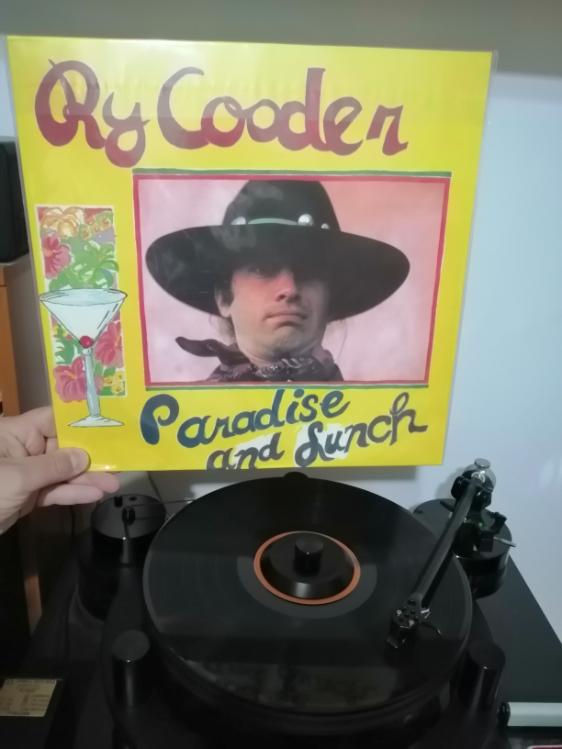 Ry Cooder
Paradise
and Lunch